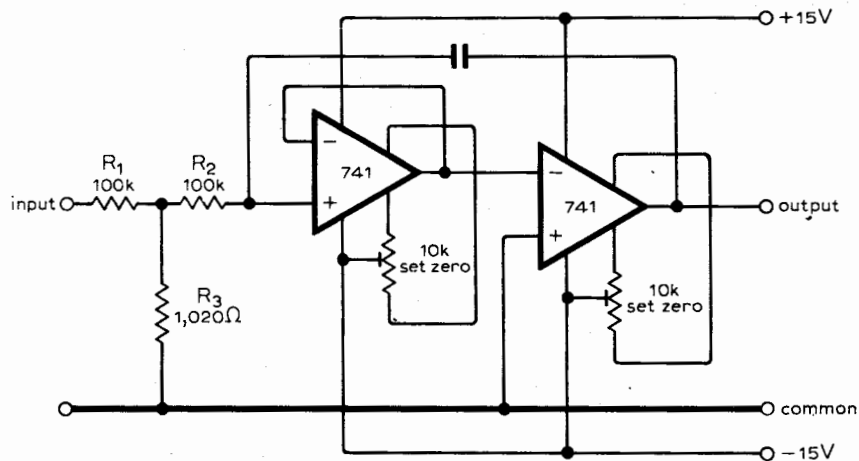 +15V
R1
100k
R2
100k
input
−
+
741
−
+
741
output
10k
set zero
10k
set zero
R3
1,020Ω
common
−15V